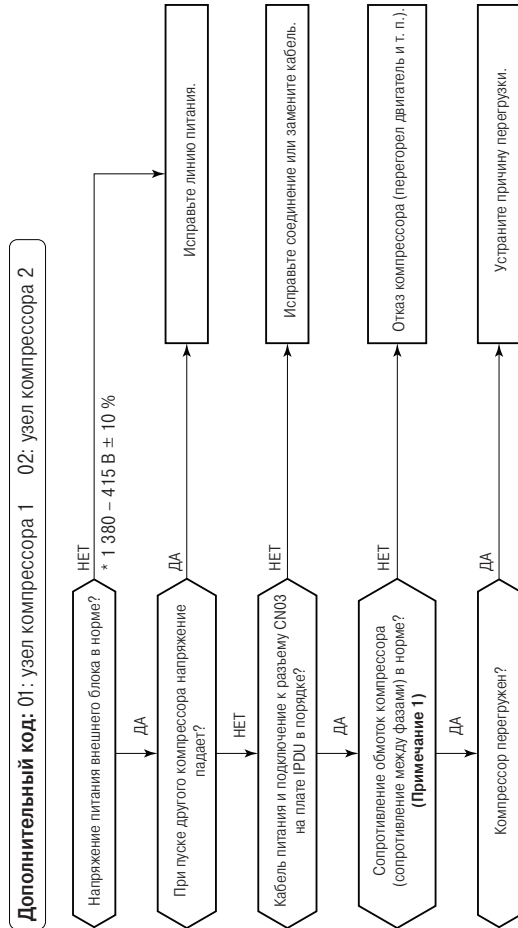 Дополнительный код: 01: узел компрессора 1 02: узел компрессора 2
Напряжение питания внешнего блока в норме?
НЕТ
* 1 380 – 415 В ± 10 %
ДА
При пуске другого компрессора напряжение
падает?
ДА
Исправьте линию питания.
НЕТ
Кабель питания и подключение к разъему CN03
на плате IPDU в порядке?
НЕТ
Исправьте соединение или замените кабель.
ДА
Сопротивление обмоток компрессора
(сопротивление между фазами) в норме?
(Примечание 1)
НЕТ
Отказ компрессора (перегорел двигатель и т. п.).
ДА
Компрессор перегружен?
ДА
Устраните причину перегрузки.